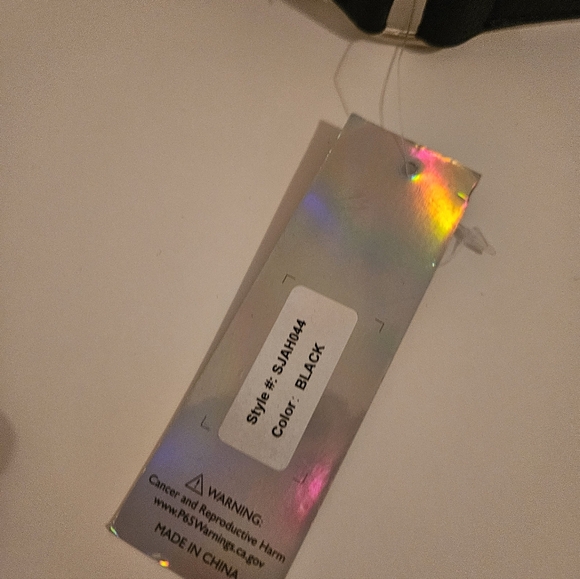 Style #: SJAH044
Color: BLACK
⚠ WARNING:
Cancer and Reproductive Harm
www.P65Warnings.ca.gov
MADE IN CHINA